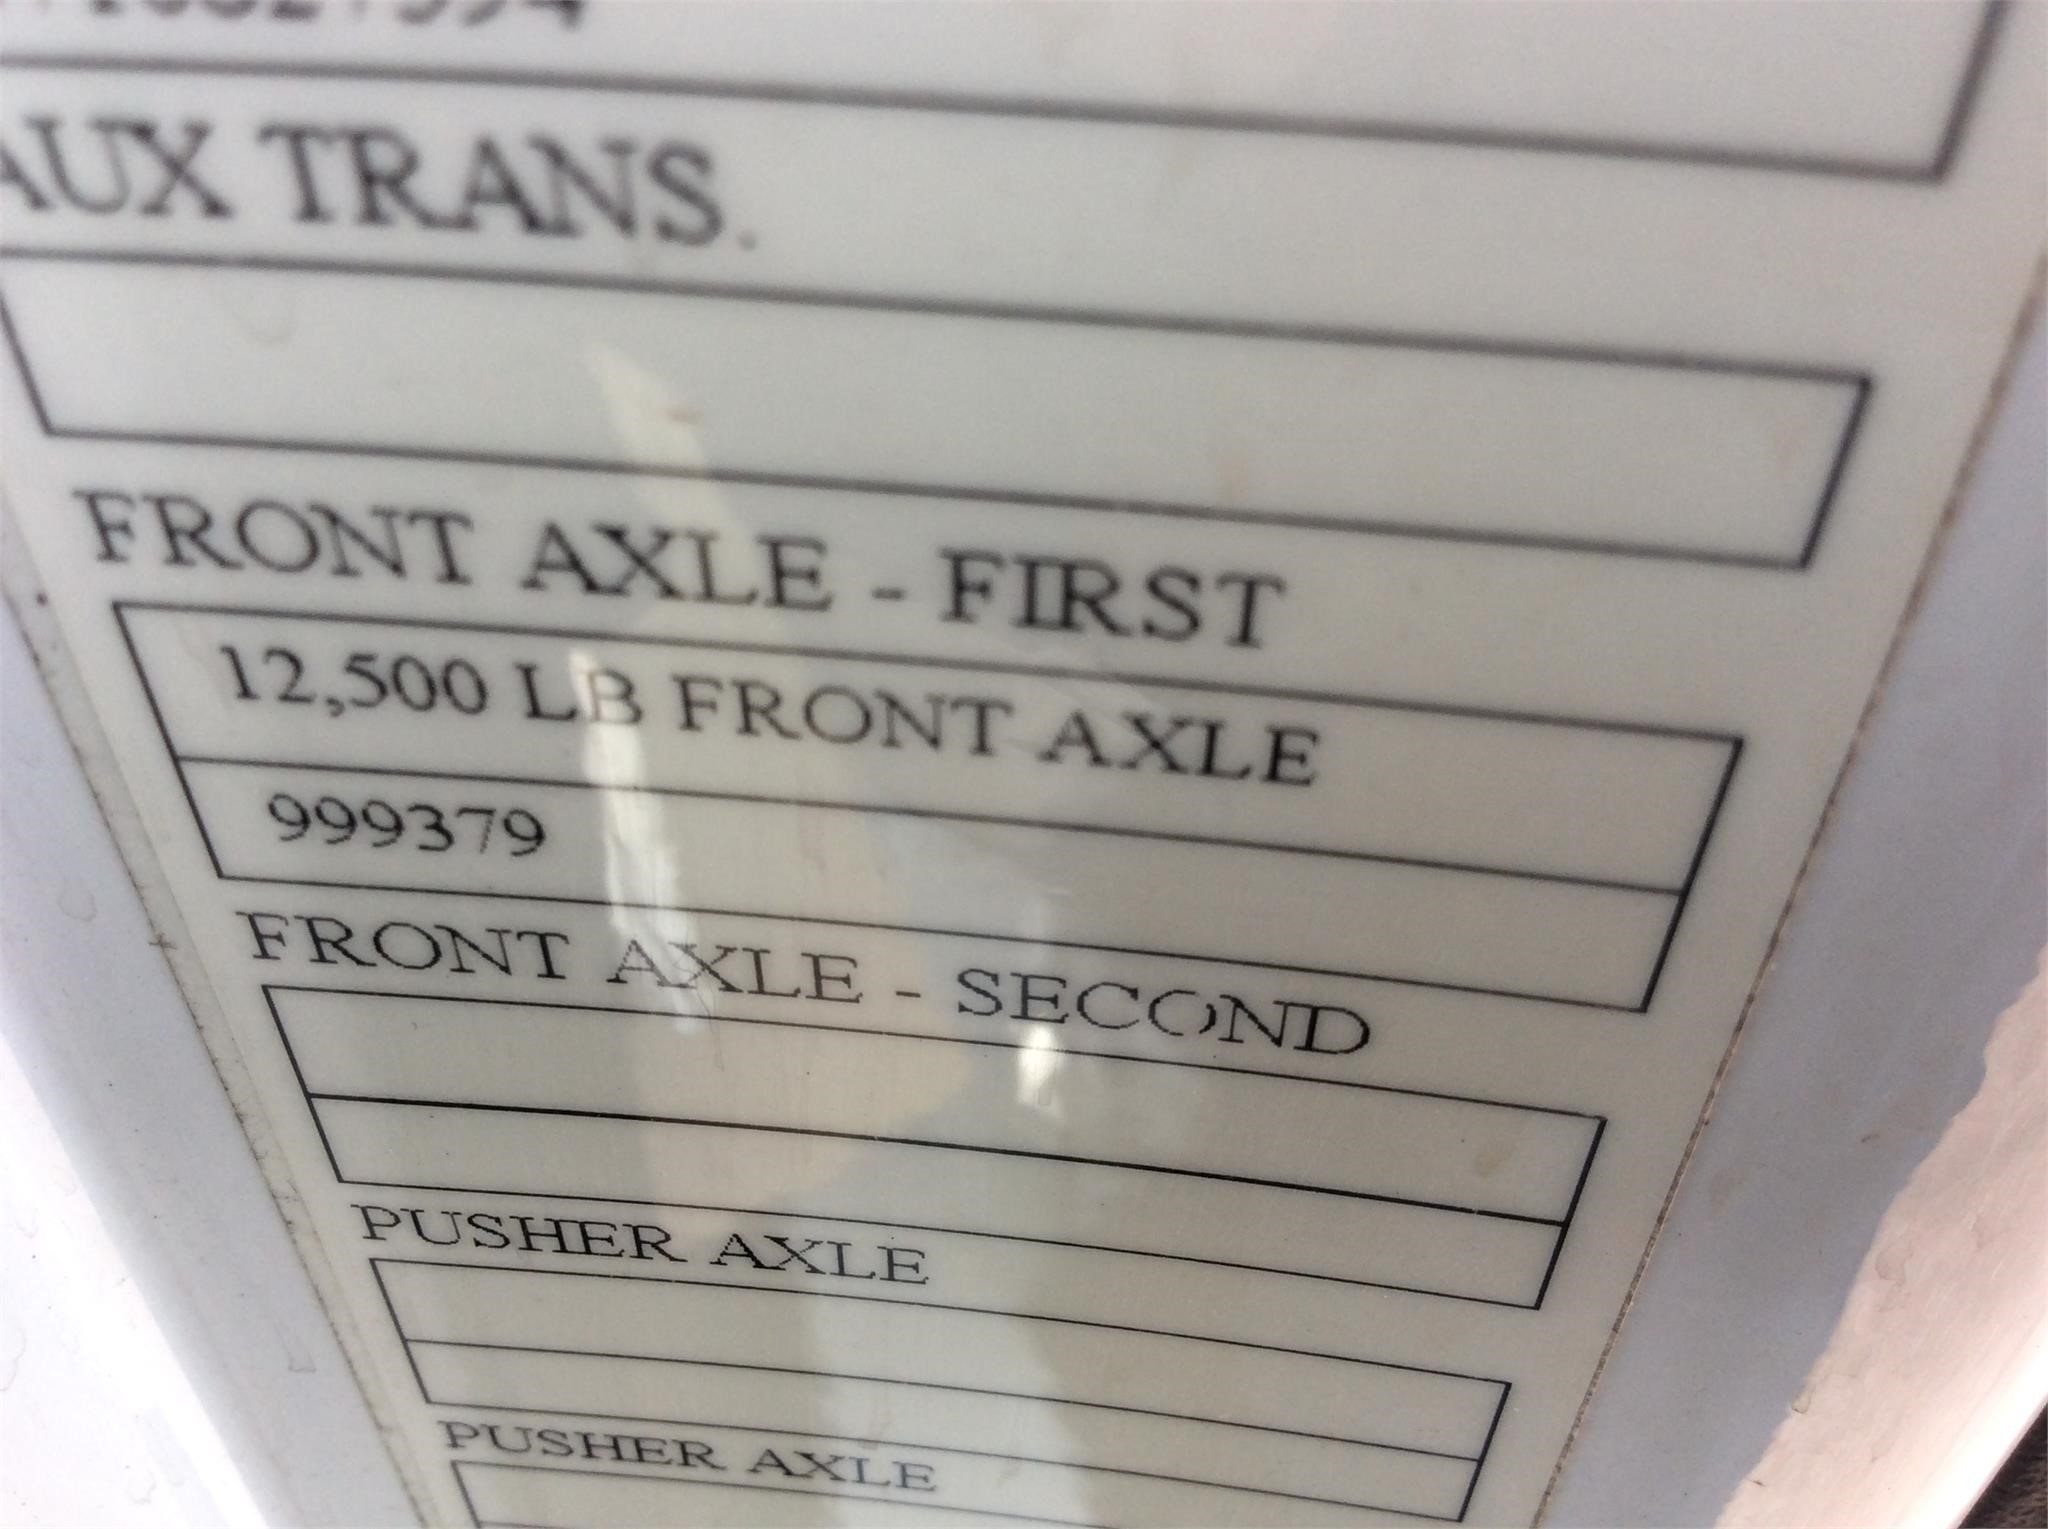 AUX TRANS.
FRONT AXLE - FIRST
12,500 LB FRONT AXLE
999379
FRONT AXLE - SECOND
PUSHER AXLE
PUSHER AXLE